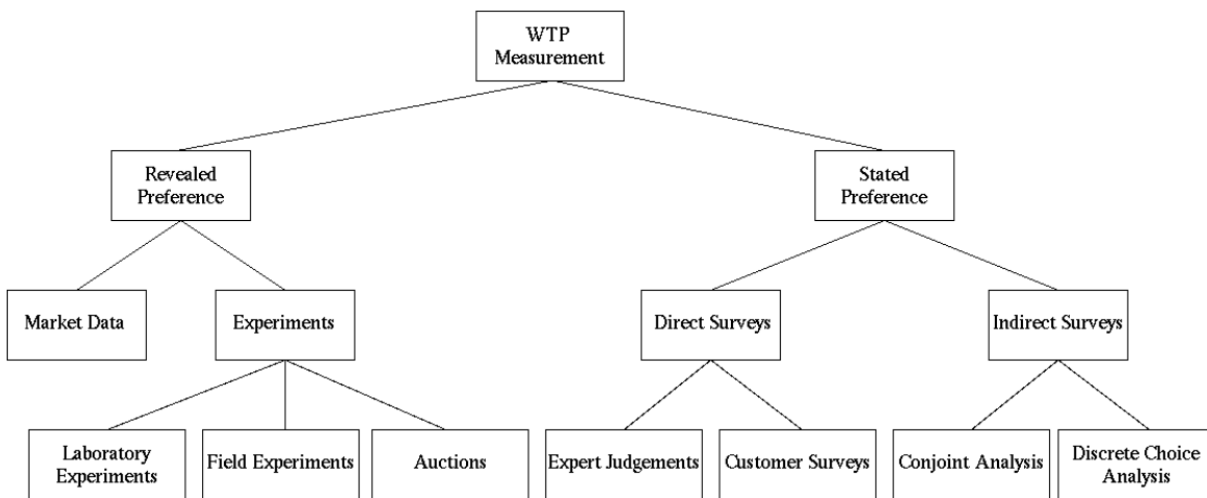 WTP
Measurement
Revealed
Preference
Stated
Preference
Market Data
Experiments
Direct Surveys
Indirect Surveys
Laboratory
Experiments
Field Experiments
Auctions
Expert Judgements
Customer Surveys
Conjoint Analysis
Discrete Choice
Analysis